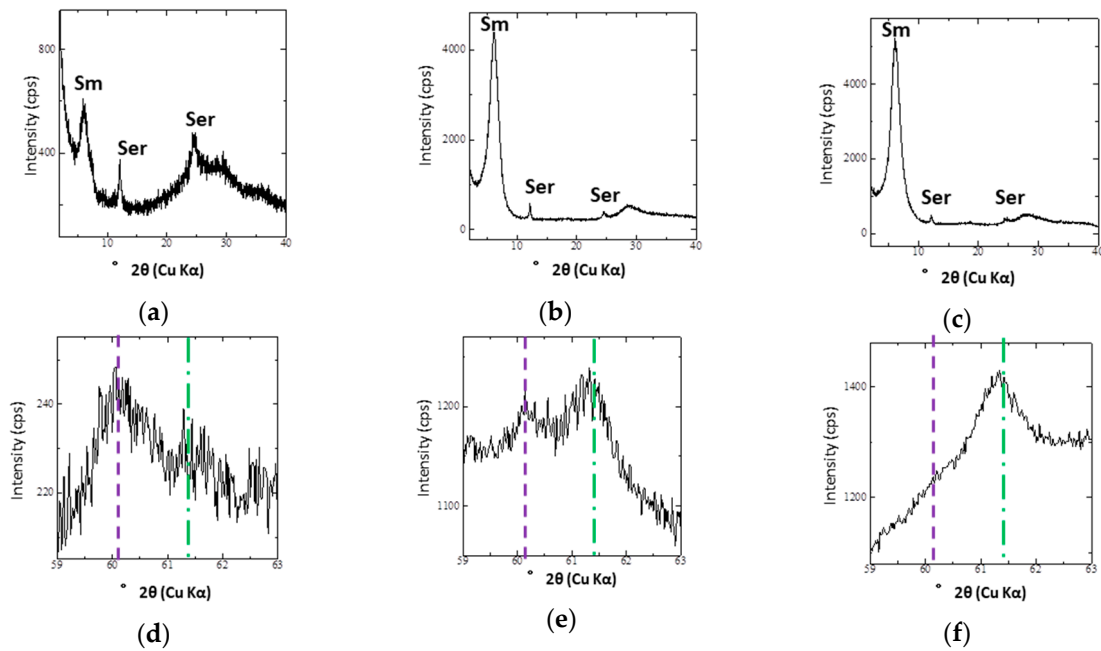 Intensity (cps)
800
400
Sm
Ser
Ser
10
20
30
40
° 2θ (Cu Kα)
(a)
Intensity (cps)
4000
2000
0
Sm
Ser
Ser
10
20
30
40
° 2θ (Cu Kα)
(b)
Intensity (cps)
4000
2000
0
Sm
Ser
Ser
10
20
30
40
° 2θ (Cu Kα)
(c)
Intensity (cps)
240
220
59
60
61
62
63
° 2θ (Cu Kα)
(d)
Intensity (cps)
1200
1100
59
60
61
62
63
° 2θ (Cu Kα)
(e)
Intensity (cps)
1400
1200
59
60
61
62
63
° 2θ (Cu Kα)
(f)